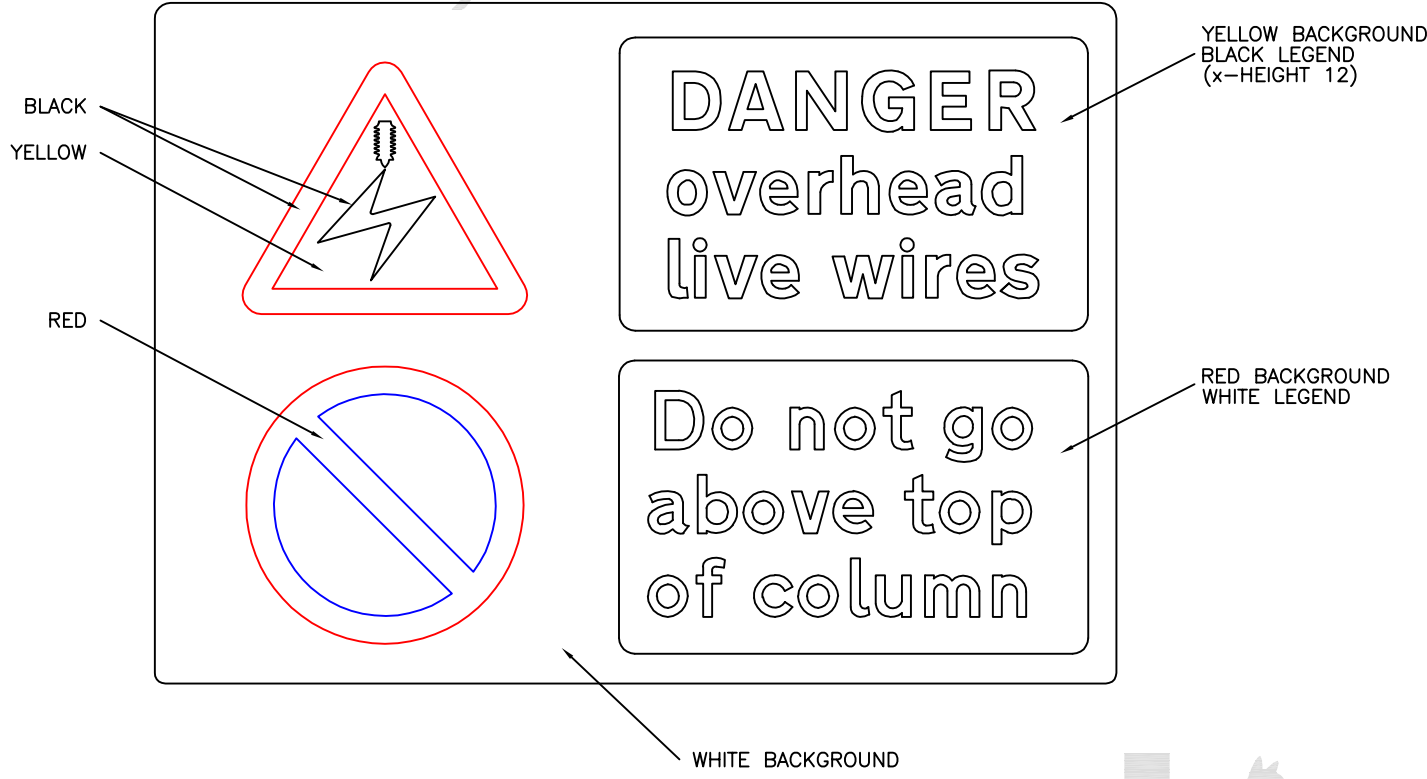 YELLOW BACKGROUND
BLACK LEGEND
(x-HEIGHT 12)
BLACK
YELLOW
DANGER
overhead
live wires
RED
RED BACKGROUND
WHITE LEGEND
Do not go
above top
of column
WHITE BACKGROUND